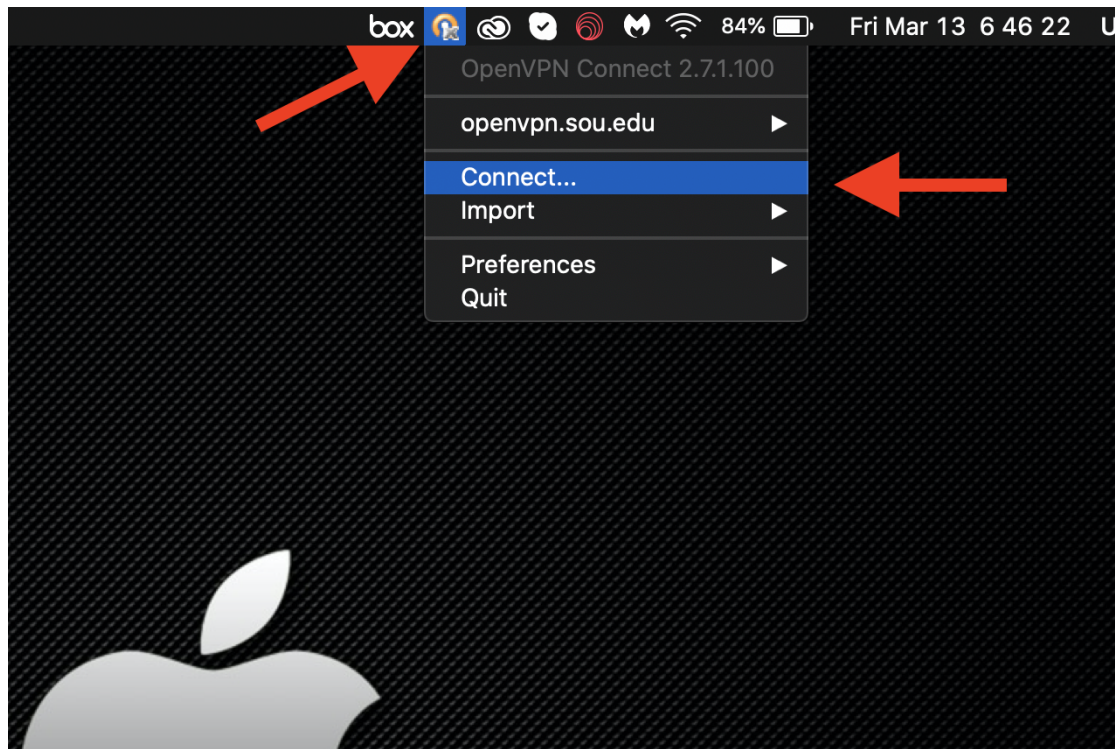 box 84% Fri Mar 13 6 46 22 U
OpenVPN Connect 2.7.1.100
openvpn.sou.edu
Connect...
Import
Preferences
Quit